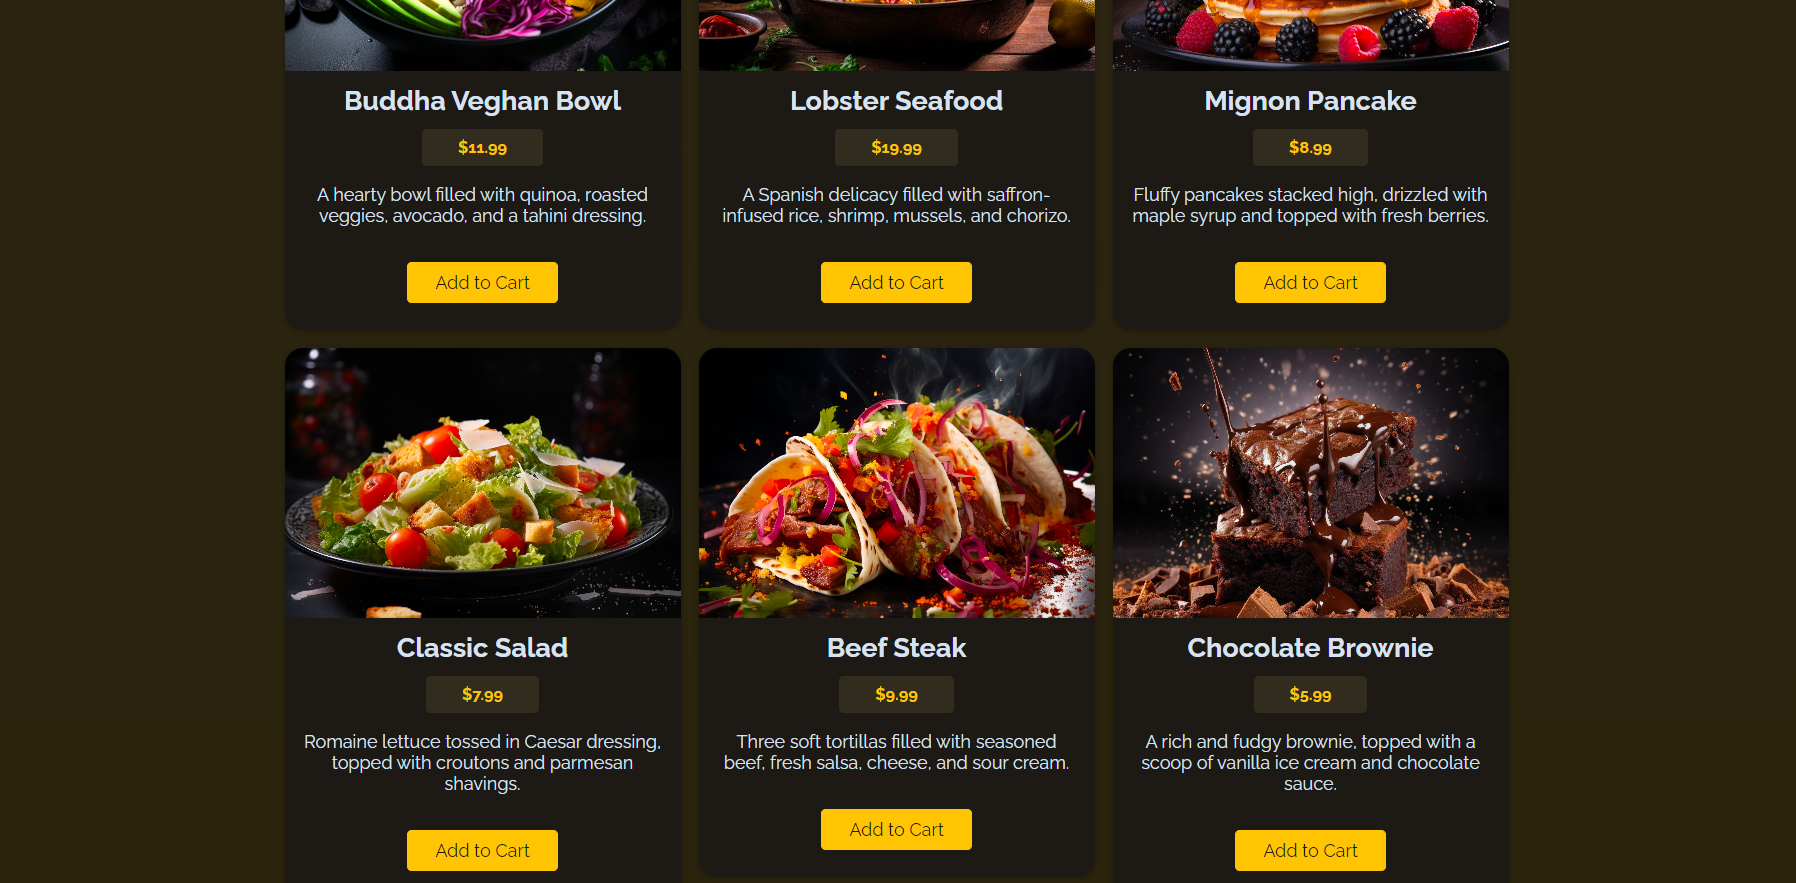 Buddha Veghan Bowl
$11.99
A hearty bowl filled with quinoa, roasted
veggies, avocado, and a tahini dressing.
Add to Cart
Lobster Seafood
$19.99
A Spanish delicacy filled with saffron-
infused rice, shrimp, mussels, and chorizo.
Add to Cart
Mignon Pancake
$8.99
Fluffy pancakes stacked high, drizzled with
maple syrup and topped with fresh berries.
Add to Cart
Classic Salad
$7.99
Romaine lettuce tossed in Caesar dressing,
topped with croutons and parmesan
shavings.
Add to Cart
Beef Steak
$9.99
Three soft tortillas filled with seasoned
beef, fresh salsa, cheese, and sour cream.
Add to Cart
Chocolate Brownie
$5.99
A rich and fudgy brownie, topped with a
scoop of vanilla ice cream and chocolate
sauce.
Add to Cart